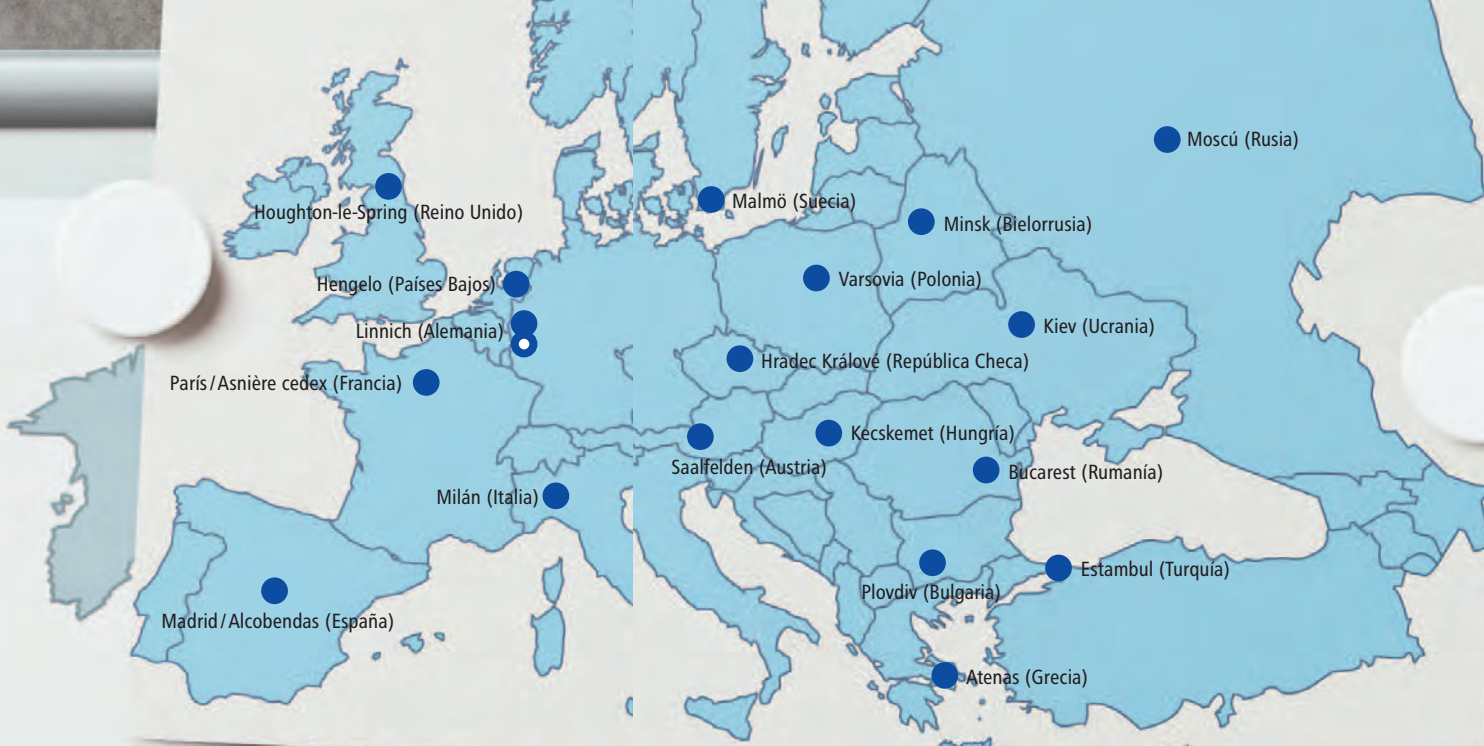 Moscú (Rusia)
Malmö (Suecia)
Houghton-le-Spring (Reino Unido)
Minsk (Bielorrusia)
Hengelo (Países Bajos)
Varsovia (Polonia)
Linnich (Alemania)
Kiev (Ucrania)
Hradec Králové (República Checa)
París/Asnière cedex (Francia)
Kecskemet (Hungría)
Saalfelden (Austria)
Bucarest (Rumanía)
Milán (Italia)
Estambul (Turquía)
Plovdiv (Bulgaria)
Madrid/Alcobendas (España)
Atenas (Grecia)